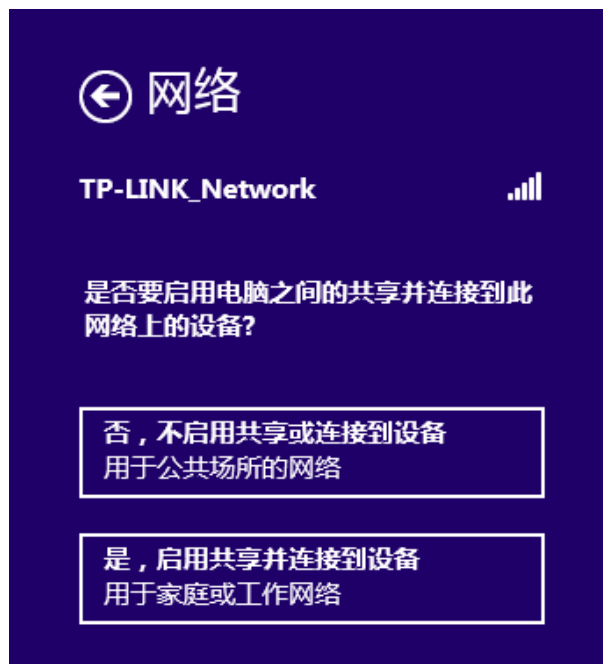 网络
TP-LINK_Network
是否要启用电脑之间的共享并连接到此
网络上的设备?
否，不启用共享或连接到设备
用于公共场所的网络
是，启用共享并连接到设备
用于家庭或工作网络